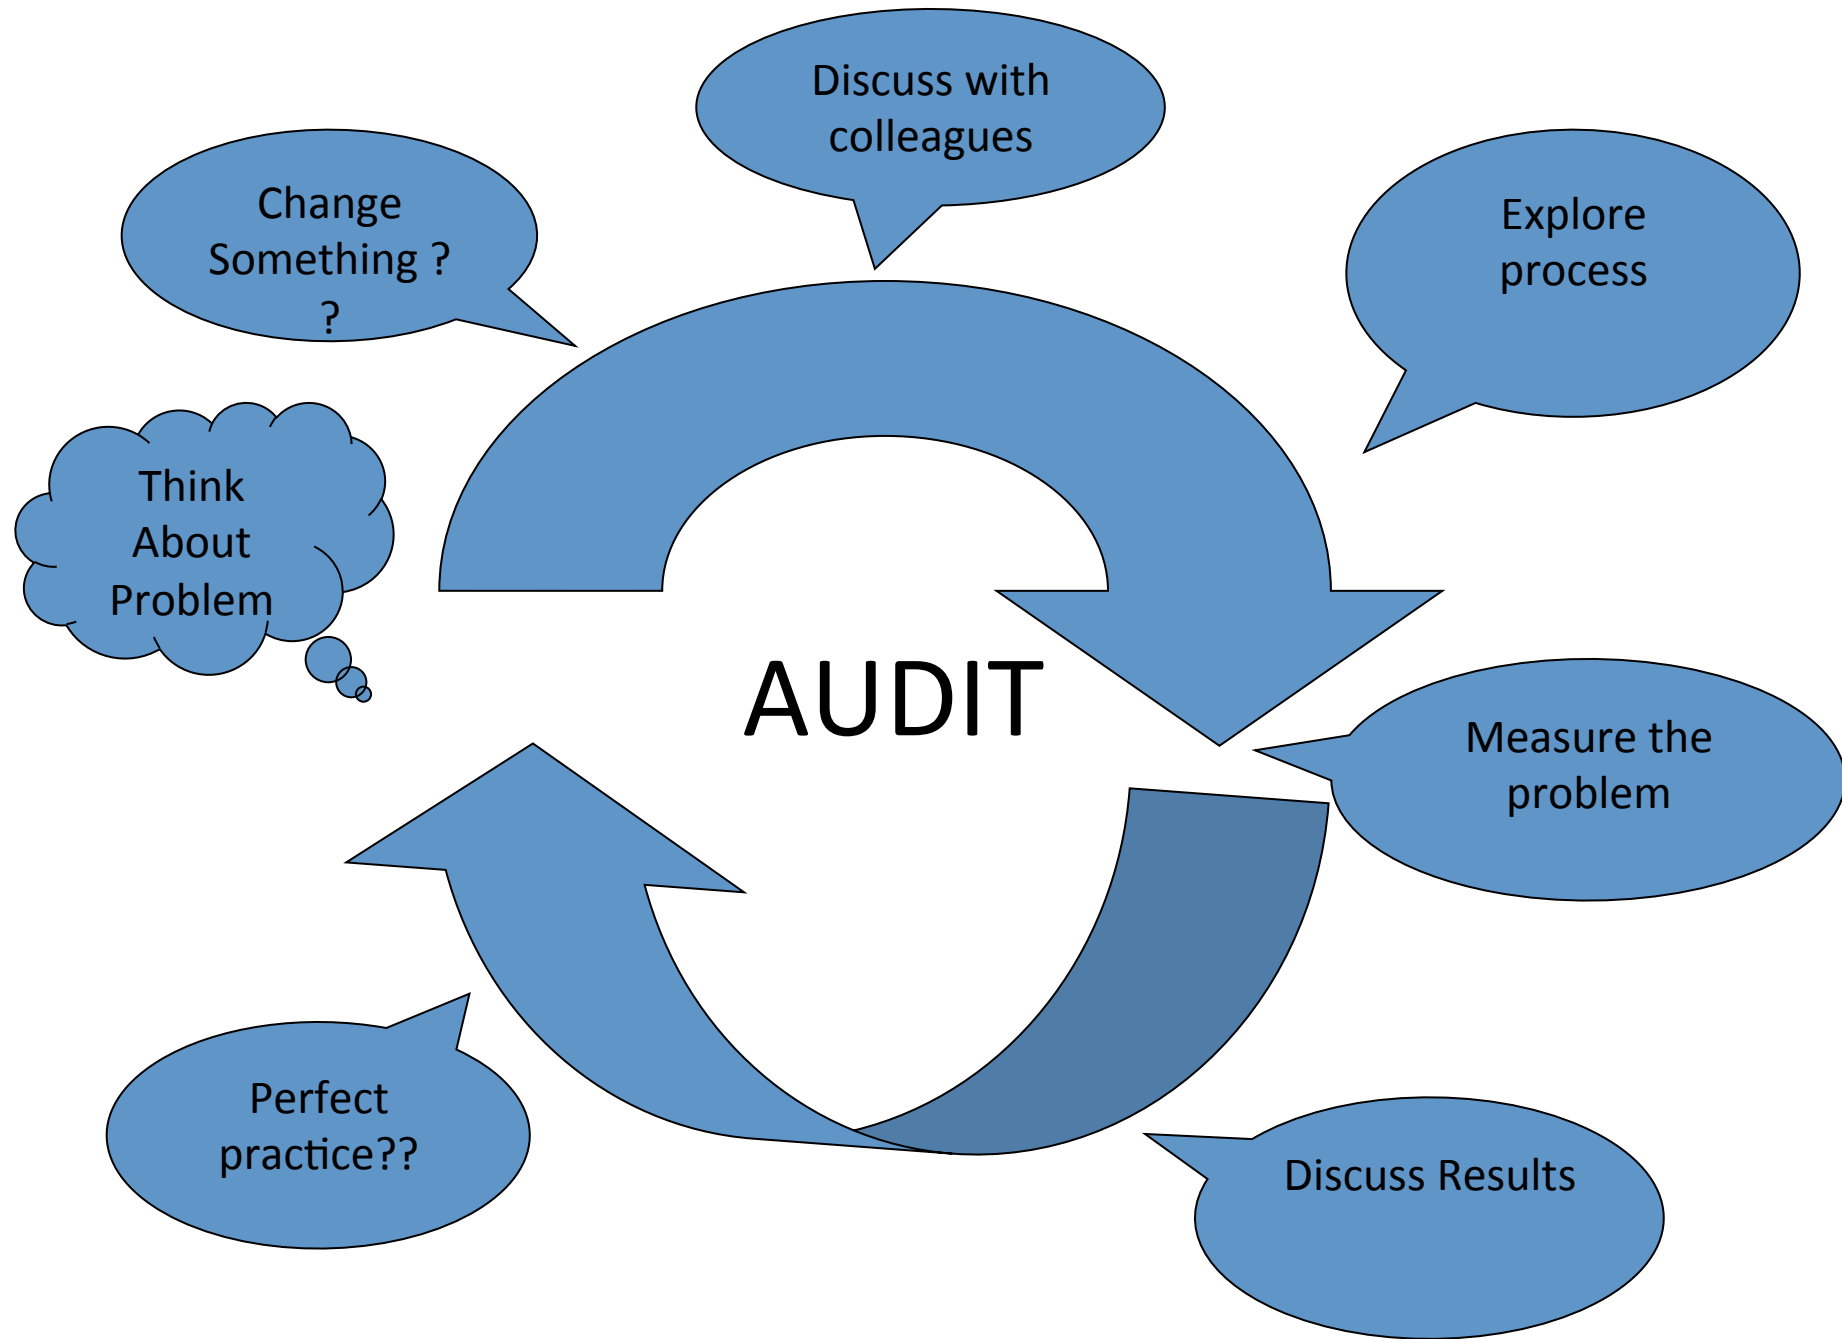 Discuss with
colleagues
Change
Something ?
?
Explore
process
Think
About
Problem
AUDIT
Measure the
problem
Perfect
practice??
Discuss Results